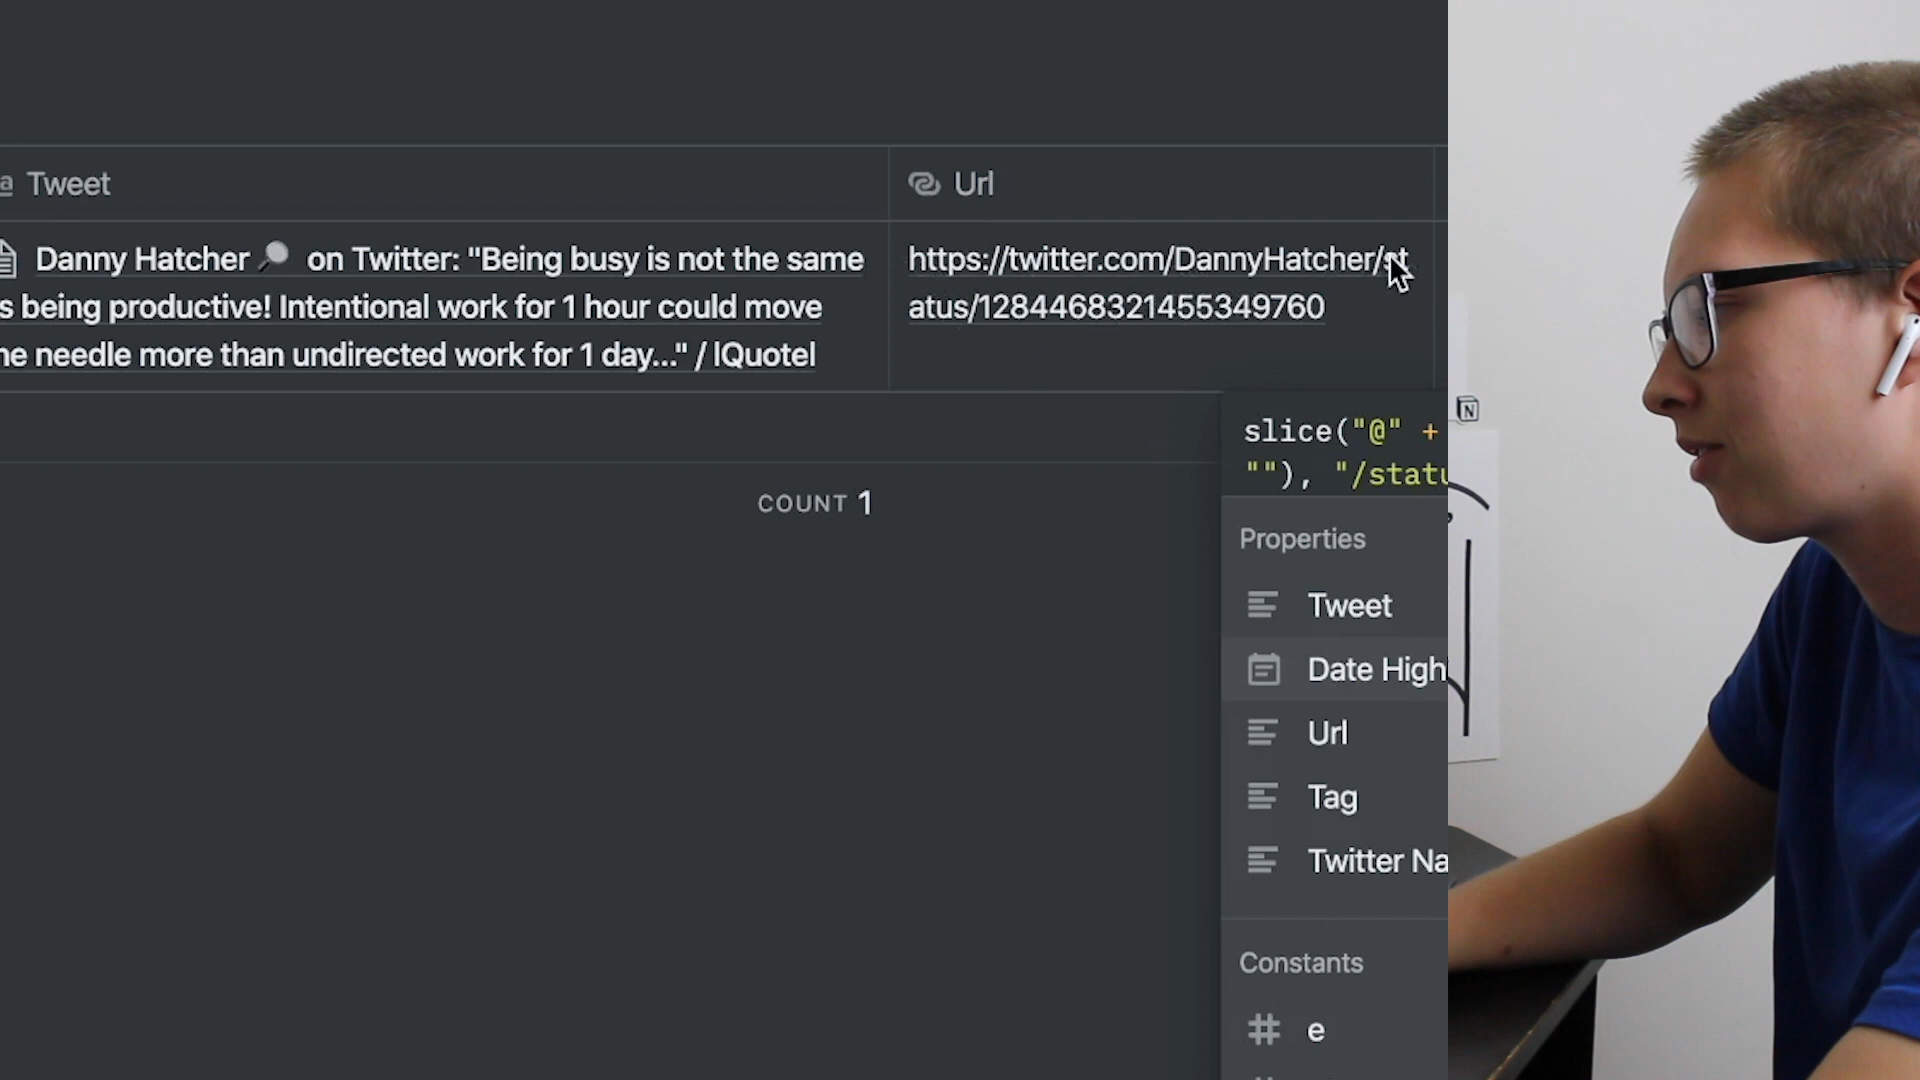 Tweet
Url
Danny Hatcher on Twitter: "Being busy is not the same
s being productive! Intentional work for 1 hour could move
he needle more than undirected work for 1 day..." / lQuotel
https://twitter.com/DannyHatcher/st
atus/1284468321455349760
slice("@" +
""), "/statu
COUNT 1
Properties
Tweet
Date High
Url
Tag
Twitter Na
Constants
e
N